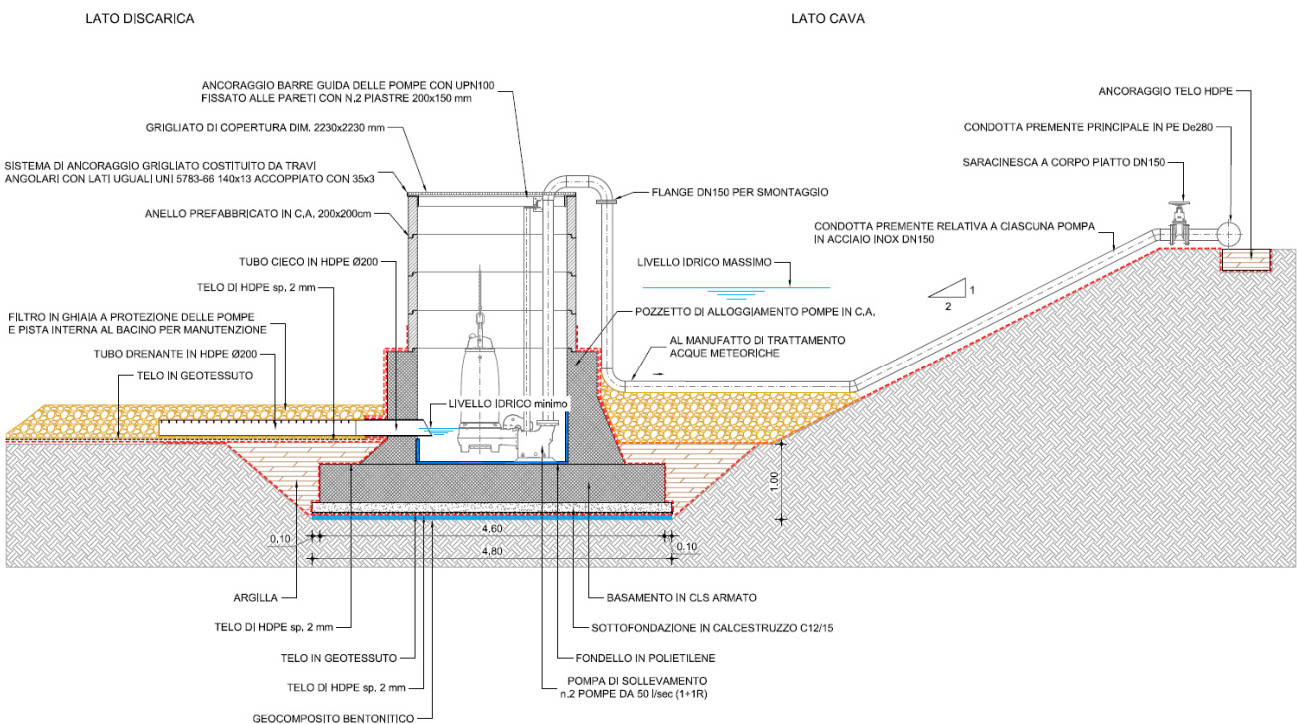 LATO DISCARICA
LATO CAVA
ANCORAGGIO BARRE GUIDA DELLE POMPE CON UPN100
FISSATO ALLE PARETI CON N.2 PIASTRE 200x150 mm
GRIGLIATO DI COPERTURA DIM. 2230x2230 mm
SISTEMA DI ANCORAGGIO GRIGLIATO COSTITUITO DA TRAVI
ANGOLARI CON LATI UGUALI UNI 5783-66 140x13 ACCOPPIATO CON 35x3
ANELLO PREFABBRICATO IN C.A. 200x200cm
TUBO CIECO IN HDPE Ø200
TELO DI HDPE sp. 2 mm
FILTRO IN GHIAIA A PROTEZIONE DELLE POMPE
E PISTA INTERNA AL BACINO PER MANUTENZIONE
TUBO DRENANTE IN HDPE Ø200
TELO IN GEOTESSUTO
ANCORAGGIO TELO HDPE
CONDOTTA PREMENTE PRINCIPALE IN PE De280
SARACINESCA A CORPO PIATTO DN150
FLANGE DN150 PER SMONTAGGIO
CONDOTTA PREMENTE RELATIVA A CIASCUNA POMPA
IN ACCIAIO INOX DN150
LIVELLO IDRICO MASSIMO
1
2
POZZETTO DI ALLOGGIAMENTO POMPE IN C.A.
AL MANUFATTO DI TRATTAMENTO
ACQUE METEORICHE
LIVELLO IDRICO minimo
1.00
0.10
4.60
0.10
4.80
ARGILLA
TELO DI HDPE sp. 2 mm
TELO IN GEOTESSUTO
TELO DI HDPE sp. 2 mm
GEOCOMPOSITO BENTONITICO
BASAMENTO IN CLS ARMATO
SOTTOFONDAZIONE IN CALCESTRUZZO C12/15
FONDELLO IN POLIETILENE
POMPA DI SOLLEVAMENTO
n.2 POMPE DA 50 l/sec (1+1R)